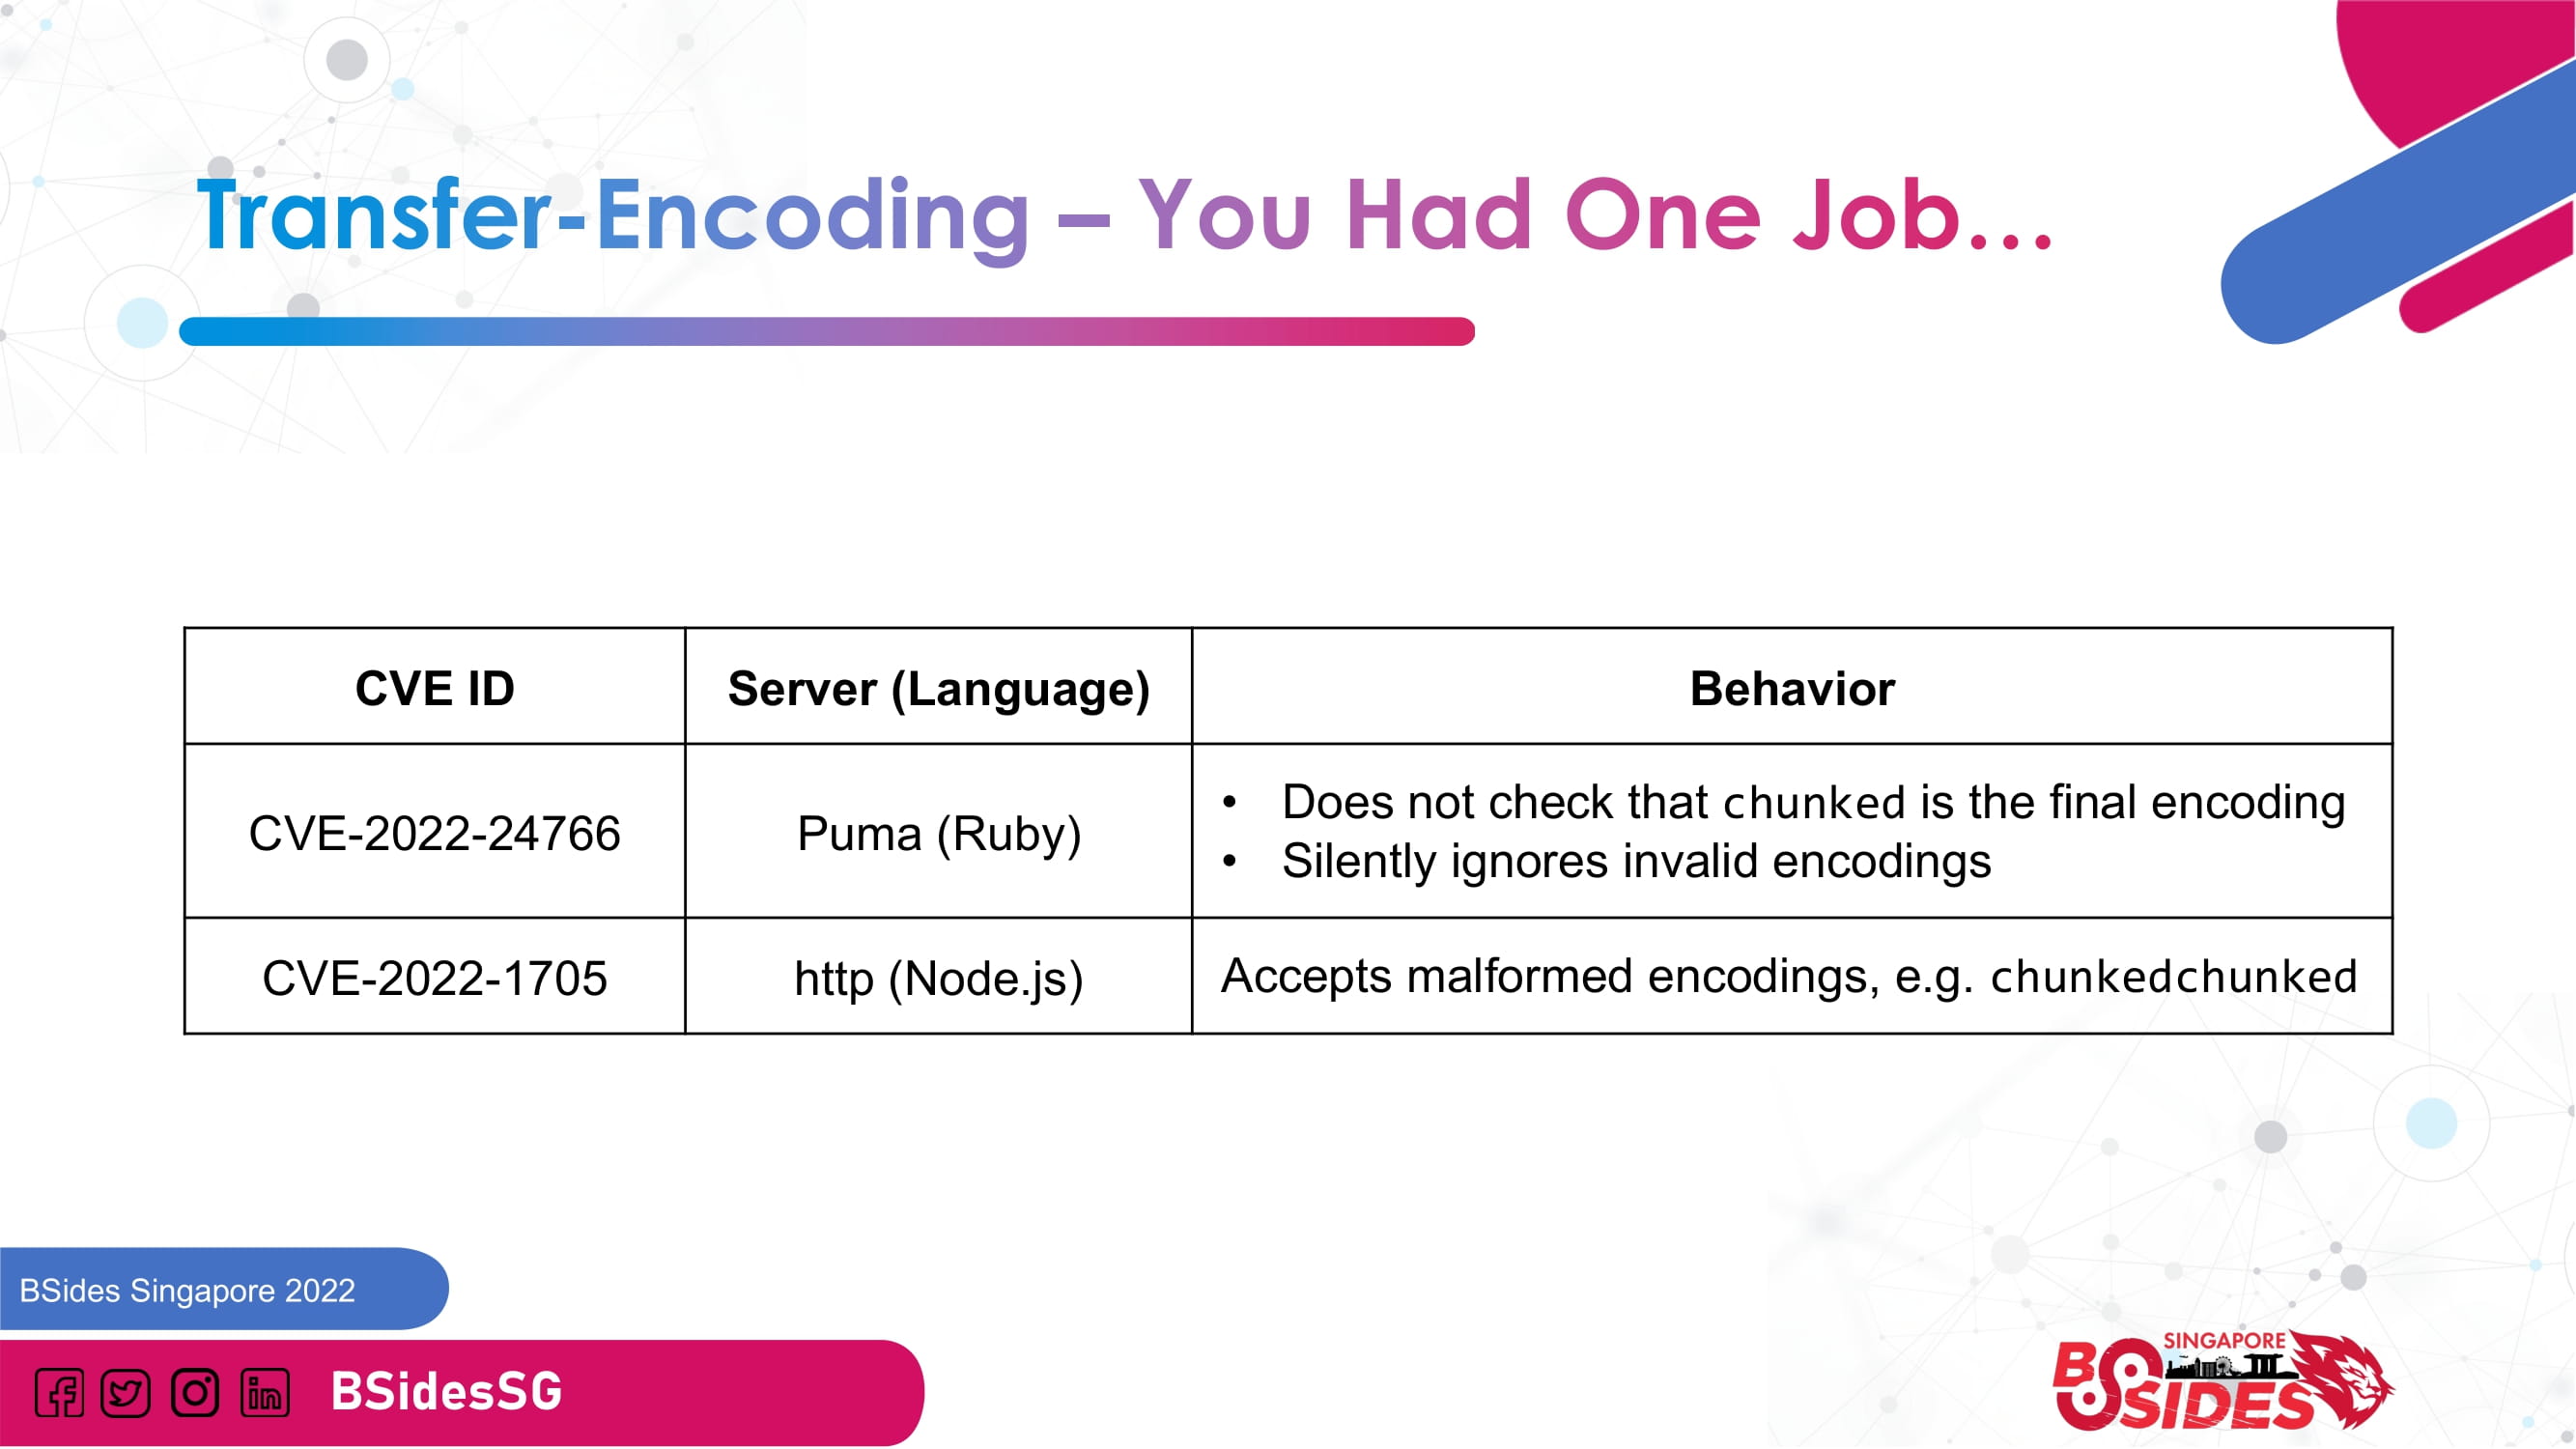 Transfer-Encoding – You Had One Job…
CVE ID
Server (Language)
Behavior
CVE-2022-24766
Puma (Ruby)
• Does not check that chunked is the final encoding
• Silently ignores invalid encodings
CVE-2022-1705
http (Node.js)
Accepts malformed encodings, e.g. chunkedchunked
BSides Singapore 2022
BSidesSG
SINGAPORE
BSIDES